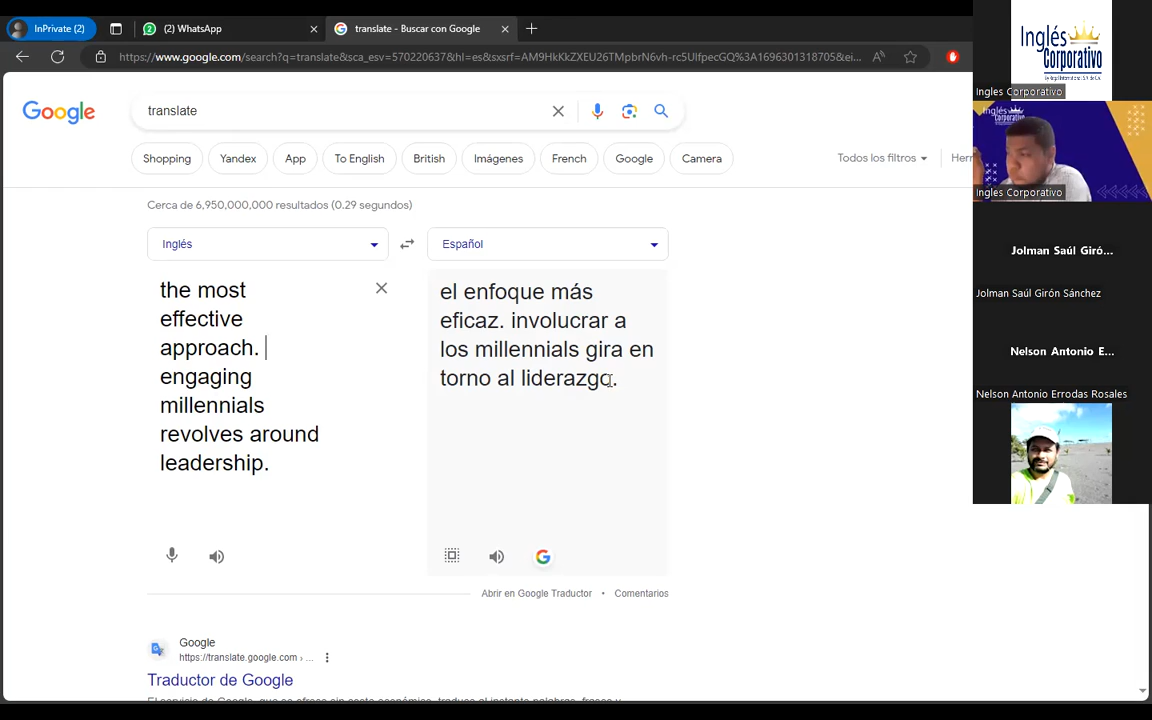 InPrivate (2)
(2) WhatsApp
translate - Buscar con Google
https://www.google.com/search?q=translate&sca_esv=570220637&hl=es&sxsrf=AM9HkKkZXEU26TMpbrN6vh-rc5UlfpecGQ%3A1696301318705&ei...
Google
translate
Shopping
Yandex
App
To English
British
Imágenes
French
Google
Camera
Todos los filtros
Herr
Cerca de 6,950,000,000 resultados (0.29 segundos)
Inglés
Español
the most
effective
approach.
engaging
millennials
revolves around
leadership.
el enfoque más
eficaz. involucrar a
los millennials gira en
torno al liderazgo.
Abrir en Google Traductor • Comentarios
Google
https://translate.google.com › ...
Traductor de Google
Inglés
Corporativo
Ingles Corporativo
Inglés
Corporativo
Ingles Corporativo
Jolman Saúl Giró...
Jolman Saúl Girón Sánchez
Nelson Antonio E...
Nelson Antonio Errodas Rosales